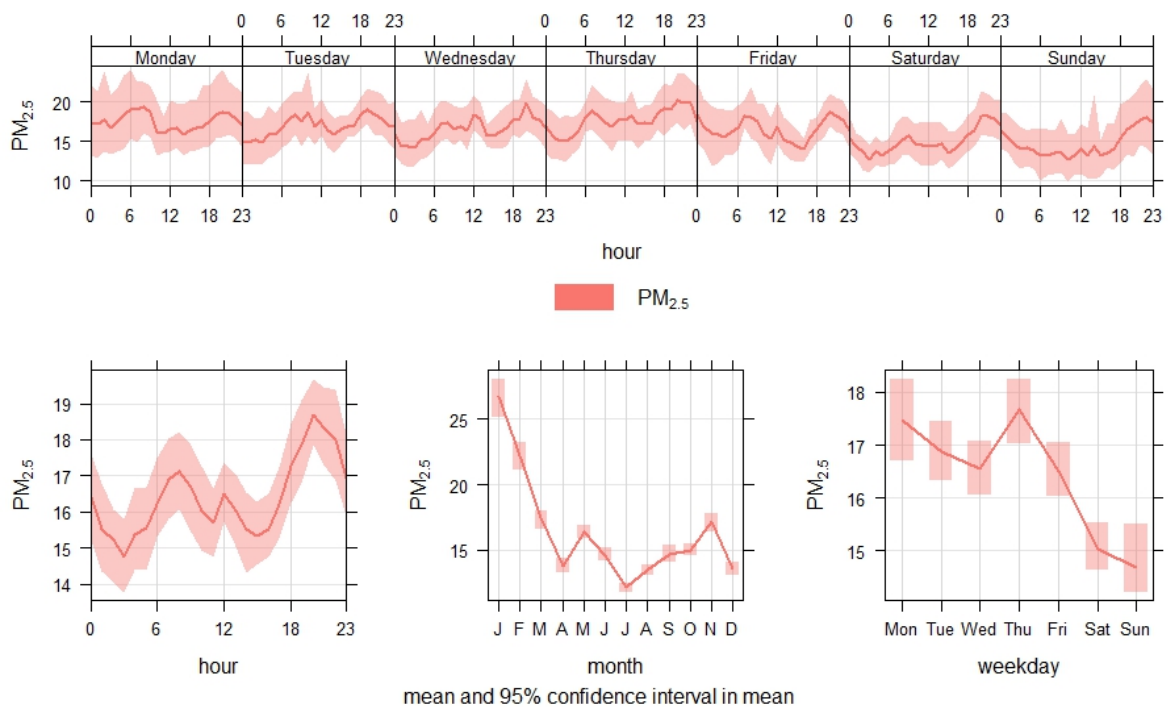 0 6 12 18 23 0 6 12 18 23 0 6 12 18 23
Monday Tuesday Wednesday Thursday Friday Saturday Sunday
20
15
10
PM2.5
0 6 12 18 23 0 6 12 18 23 0 6 12 18 23 0 6 12 18 23
hour
PM2.5
19
18
17
16
15
14
PM2.5
0 6 12 18 23
hour
25
20
15
PM2.5
J F M A M J J A S O N D
month
18
17
16
15
PM2.5
Mon Tue Wed Thu Fri Sat Sun
weekday
mean and 95% confidence interval in mean